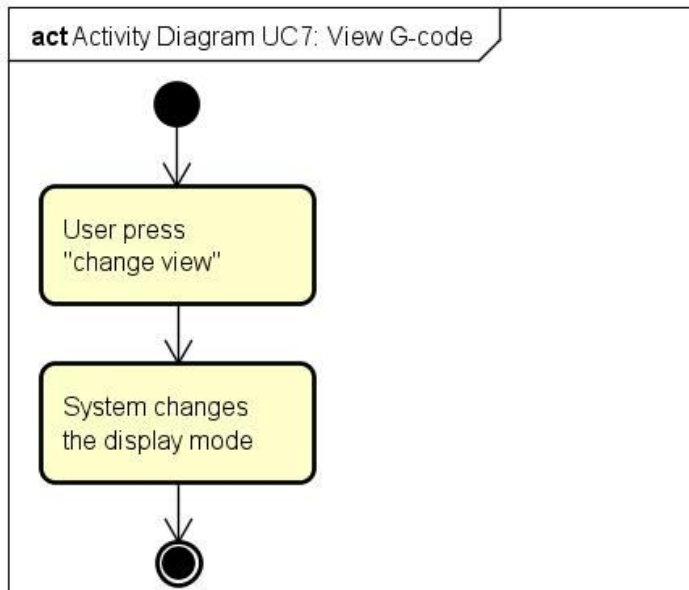 act Activity Diagram UC7: View G-code
User press
"change view"
System changes
the display mode